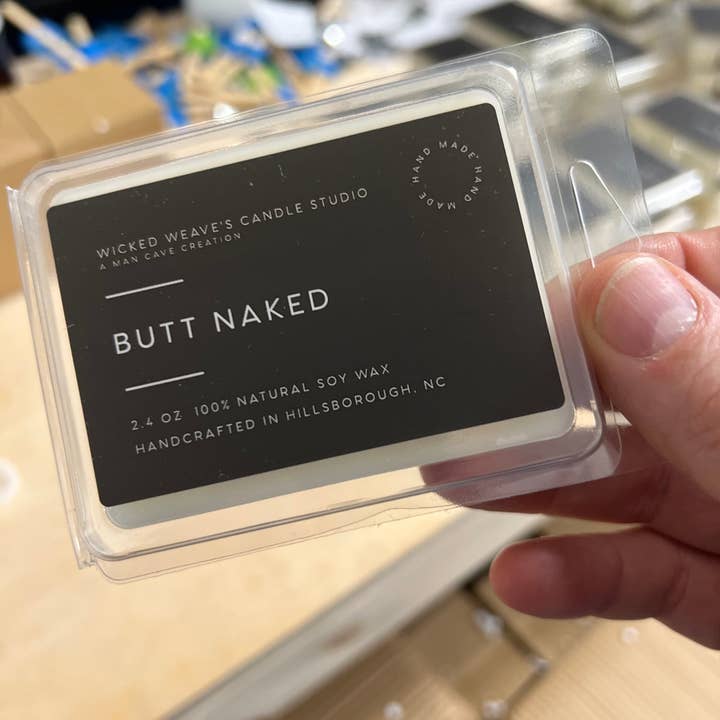 WICKED WEAVE'S CANDLE STUDIO
A MAN CAVE CREATION
HAND MADE HAND MADE
BUTT NAKED
2.4 OZ 100% NATURAL SOY WAX
HANDCRAFTED IN HILLSBOROUGH, NC